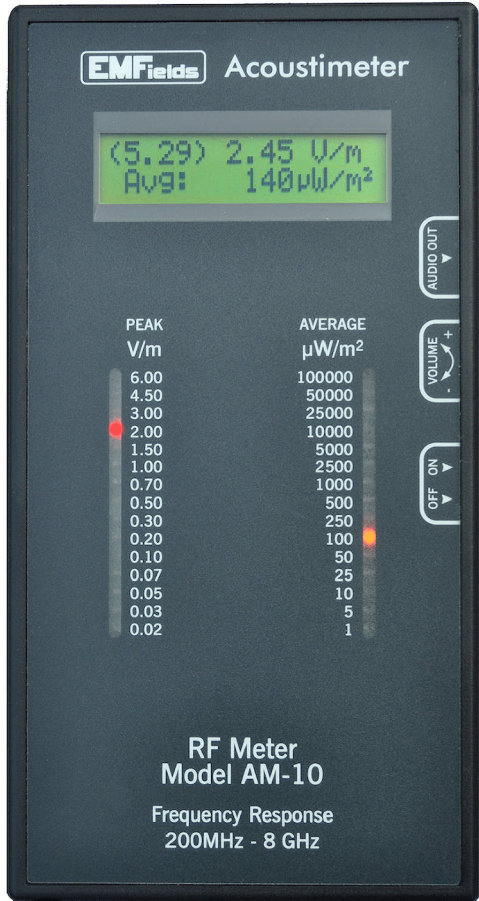 EMFields Acoustimeter
(5.29) 2.45 V/m
Avg: 140µW/m²
AUDIO OUT
PEAK
V/m
6.00
4.50
3.00
2.00
1.50
1.00
0.70
0.50
0.30
0.20
0.10
0.07
0.05
0.03
0.02
AVERAGE
µW/m²
100000
50000
25000
10000
5000
2500
1000
500
250
100
50
25
10
5
1
VOLUME
- +
OFF ON
RF Meter
Model AM-10
Frequency Response
200MHz - 8 GHz